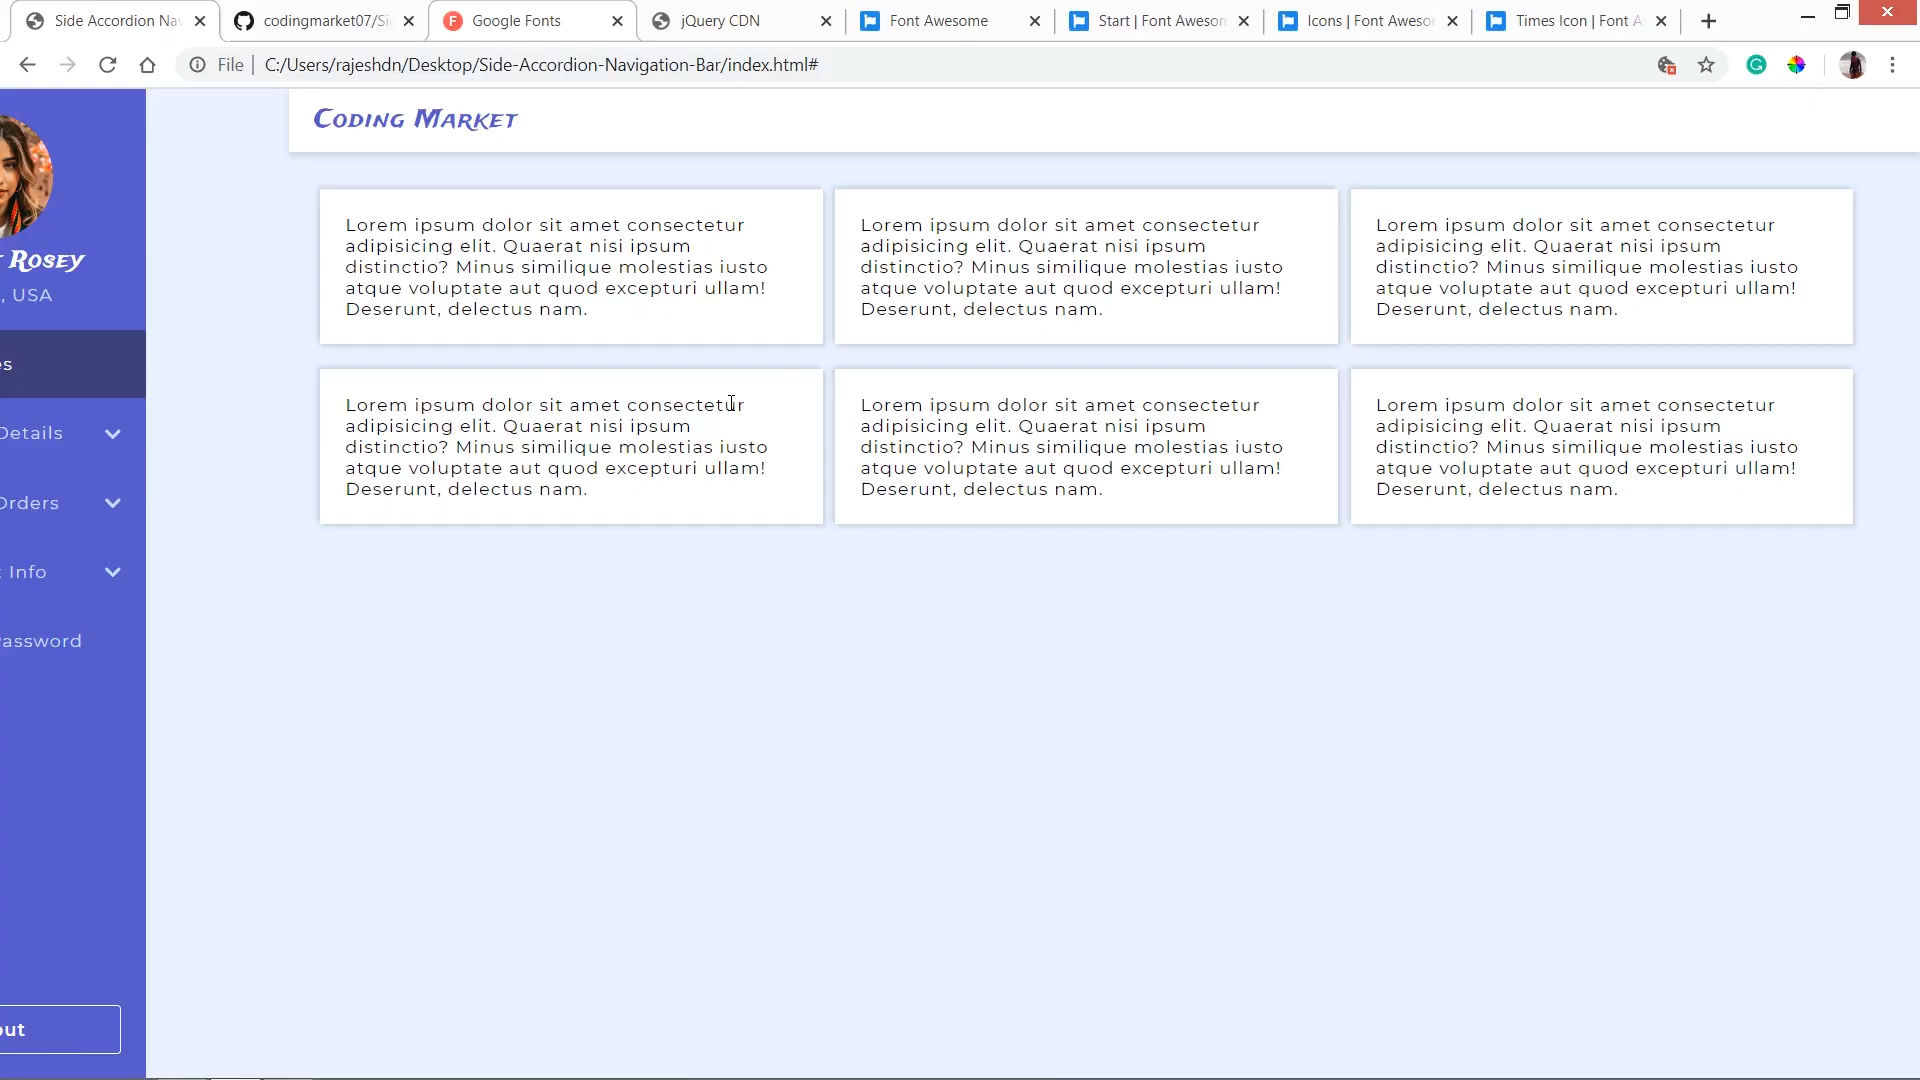 Side Accordion Na
codingmarket07/Si
Google Fonts
jQuery CDN
Font Awesome
Start | Font Awesom
Icons | Font Aweso
Times Icon | Font A
File
C:/Users/rajeshdn/Desktop/Side-Accordion-Navigation-Bar/index.html#
Coding Market
Rosey
, USA
es
Details
Orders
Info
Password
out
Lorem ipsum dolor sit amet consectetur
adipisicing elit. Quaerat nisi ipsum
distinctio? Minus similique molestias iusto
atque voluptate aut quod excepturi ullam!
Deserunt, delectus nam.
Lorem ipsum dolor sit amet consectetur
adipisicing elit. Quaerat nisi ipsum
distinctio? Minus similique molestias iusto
atque voluptate aut quod excepturi ullam!
Deserunt, delectus nam.
Lorem ipsum dolor sit amet consectetur
adipisicing elit. Quaerat nisi ipsum
distinctio? Minus similique molestias iusto
atque voluptate aut quod excepturi ullam!
Deserunt, delectus nam.
Lorem ipsum dolor sit amet consectetur
adipisicing elit. Quaerat nisi ipsum
distinctio? Minus similique molestias iusto
atque voluptate aut quod excepturi ullam!
Deserunt, delectus nam.
Lorem ipsum dolor sit amet consectetur
adipisicing elit. Quaerat nisi ipsum
distinctio? Minus similique molestias iusto
atque voluptate aut quod excepturi ullam!
Deserunt, delectus nam.
Lorem ipsum dolor sit amet consectetur
adipisicing elit. Quaerat nisi ipsum
distinctio? Minus similique molestias iusto
atque voluptate aut quod excepturi ullam!
Deserunt, delectus nam.